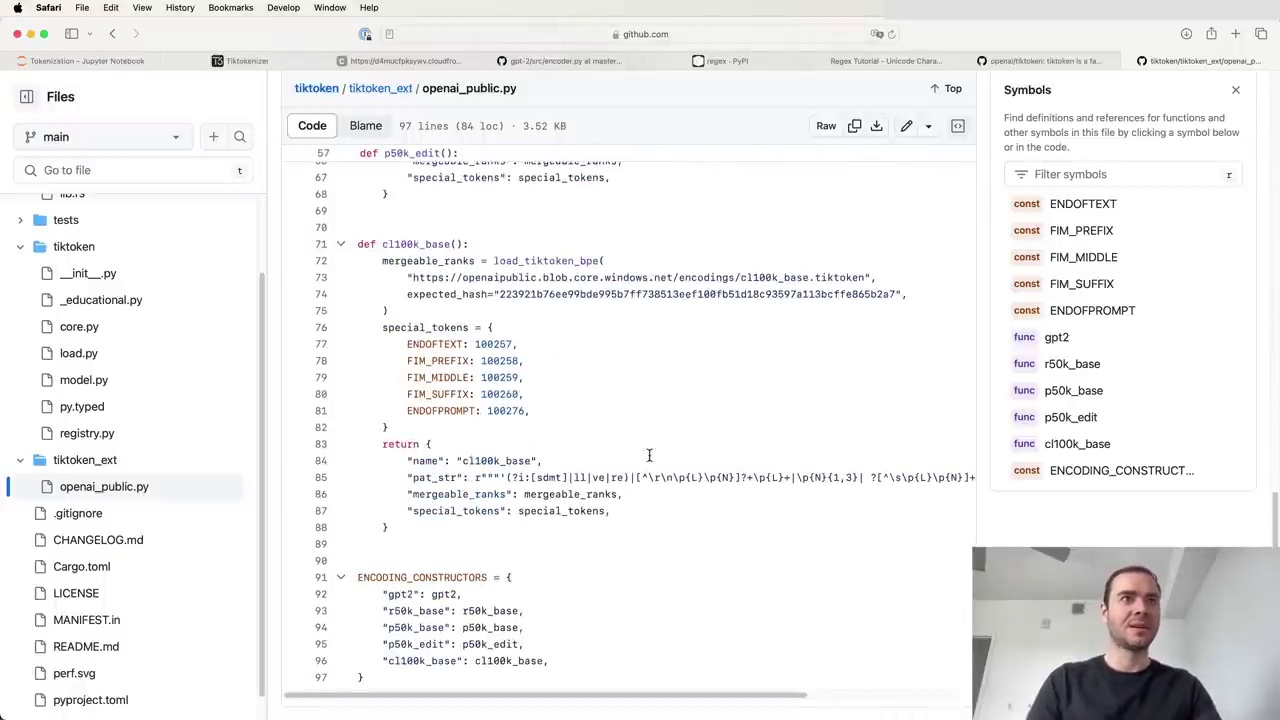 Safari File Edit View History Bookmarks Develop Window Help
github.com
Tokenization - Jupyter Notebook
Tiktokenizer
https://d4mucfpksywv.cloudfro...
gpt-2/src/encoder.py at master...
regex · PyPI
Regex Tutorial - Unicode Chara...
openai/tiktoken: tiktoken is a fa...
tiktoken/tiktoken_ext/openai_p...
Files
main
Go to file
t
lib.rs
tests
tiktoken
__init__.py
_educational.py
core.py
load.py
model.py
py.typed
registry.py
tiktoken_ext
openai_public.py
.gitignore
CHANGELOG.md
Cargo.toml
LICENSE
MANIFEST.in
README.md
perf.svg
pyproject.toml
tiktoken / tiktoken_ext / openai_public.py
Top
Code
Blame
97 lines (84 loc) · 3.52 KB
Raw
57 def p50k_edit():
66 "mergeable_ranks": mergeable_ranks,
67 "special_tokens": special_tokens,
68 }
69
70
71 def cl100k_base():
72 mergeable_ranks = load_tiktoken_bpe(
73 "https://openaipublic.blob.core.windows.net/encodings/cl100k_base.tiktoken",
74 expected_hash="223921b76ee99bde995b7ff738513eef100fb51d18c93597a113bcffe865b2a7",
75 )
76 special_tokens = {
77 ENDOFTEXT: 100257,
78 FIM_PREFIX: 100258,
79 FIM_MIDDLE: 100259,
80 FIM_SUFFIX: 100260,
81 ENDOFPROMPT: 100276,
82 }
83 return {
84 "name": "cl100k_base",
85 "pat_str": r"""'(?i:[sdmt]|ll|ve|re)|[^\r\n\p{L}\p{N}]?+\p{L}+|\p{N}{1,3}| ?[^\s\p{L}\p{N}]+
86 "mergeable_ranks": mergeable_ranks,
87 "special_tokens": special_tokens,
88 }
89
90
91 ENCODING_CONSTRUCTORS = {
92 "gpt2": gpt2,
93 "r50k_base": r50k_base,
94 "p50k_base": p50k_base,
95 "p50k_edit": p50k_edit,
96 "cl100k_base": cl100k_base,
97 }
Symbols
Find definitions and references for functions and
other symbols in this file by clicking a symbol below
or in the code.
Filter symbols
r
const ENDOFTEXT
const FIM_PREFIX
const FIM_MIDDLE
const FIM_SUFFIX
const ENDOFPROMPT
func gpt2
func r50k_base
func p50k_base
func p50k_edit
func cl100k_base
const ENCODING_CONSTRUCT...